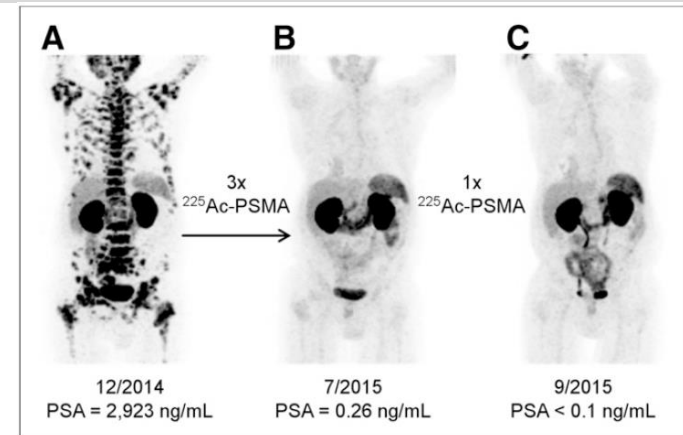 A
B
C
3x
²²⁵Ac-PSMA
1x
²²⁵Ac-PSMA
12/2014
PSA = 2,923 ng/mL
7/2015
PSA = 0.26 ng/mL
9/2015
PSA < 0.1 ng/mL